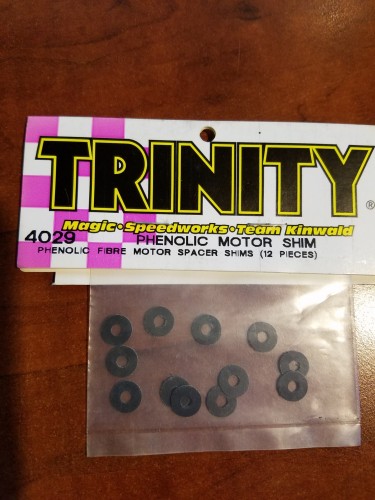 TRINITY®
Magic•Speedworks•Team Kinwald
4029 PHENOLIC MOTOR SHIM
PHENOLIC FIBRE MOTOR SPACER SHIMS (12 PIECES)